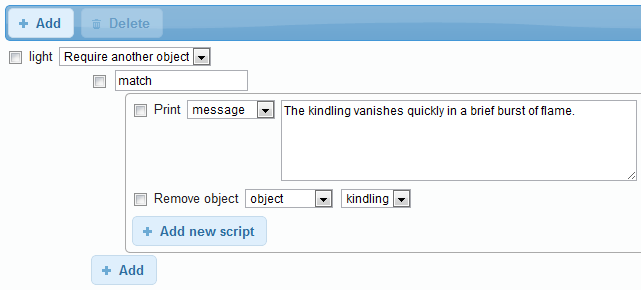 Add Delete
light Require another object
match
Print message The kindling vanishes quickly in a brief burst of flame.
Remove object object kindling
Add new script
Add